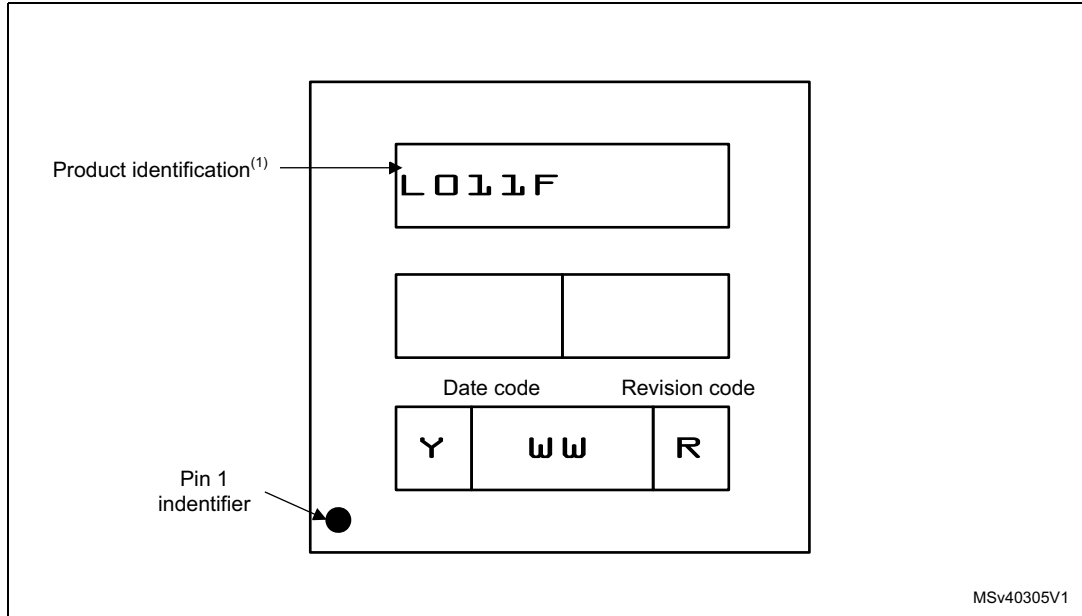 Product identification(1)
L011F
Date code Revision code
Y WW R
Pin 1
indentifier
MSv40305V1